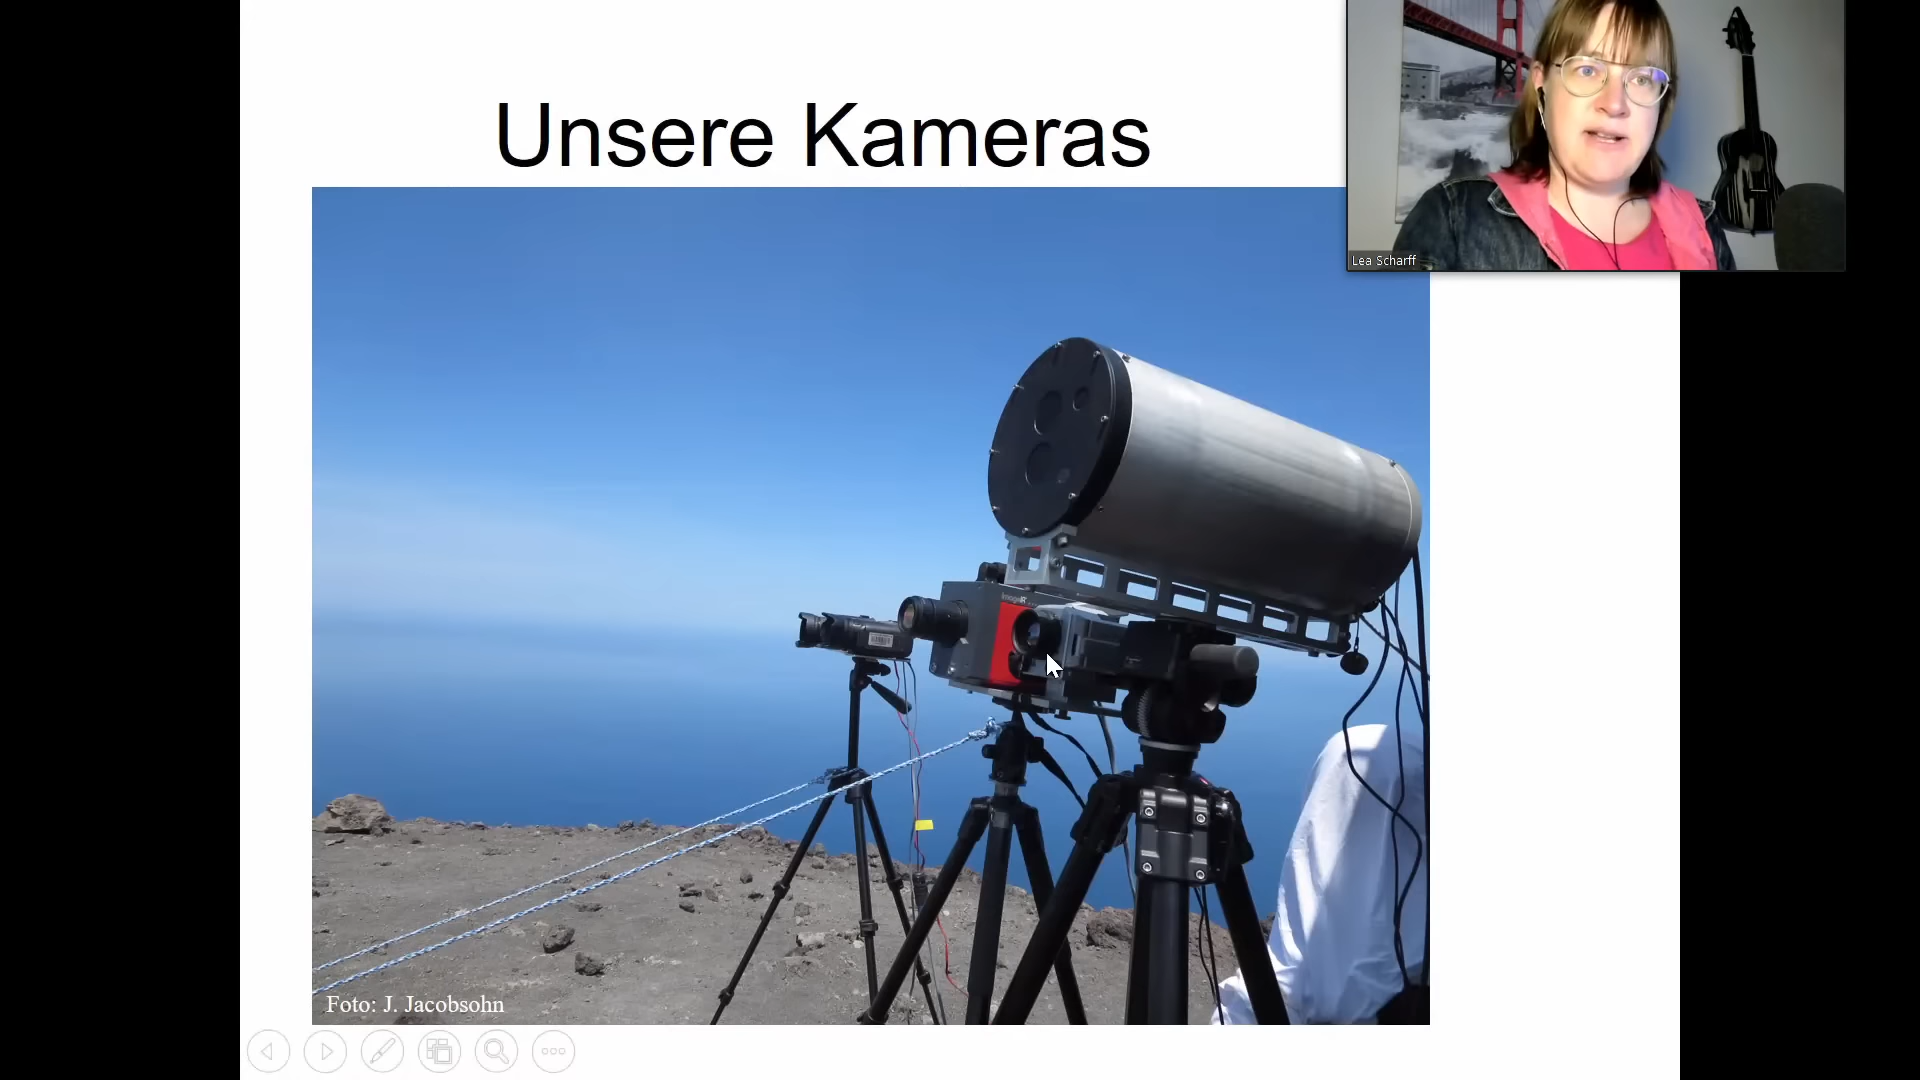 Unsere Kameras
Lea Scharff
imageIR
Foto: J. Jacobsohn